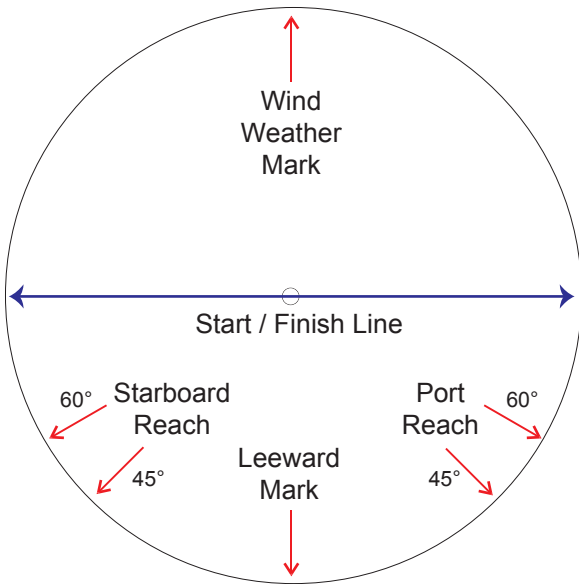 Wind
Weather
Mark
Start / Finish Line
60°
Starboard
Reach
45°
Port
Reach
60°
45°
Leeward
Mark